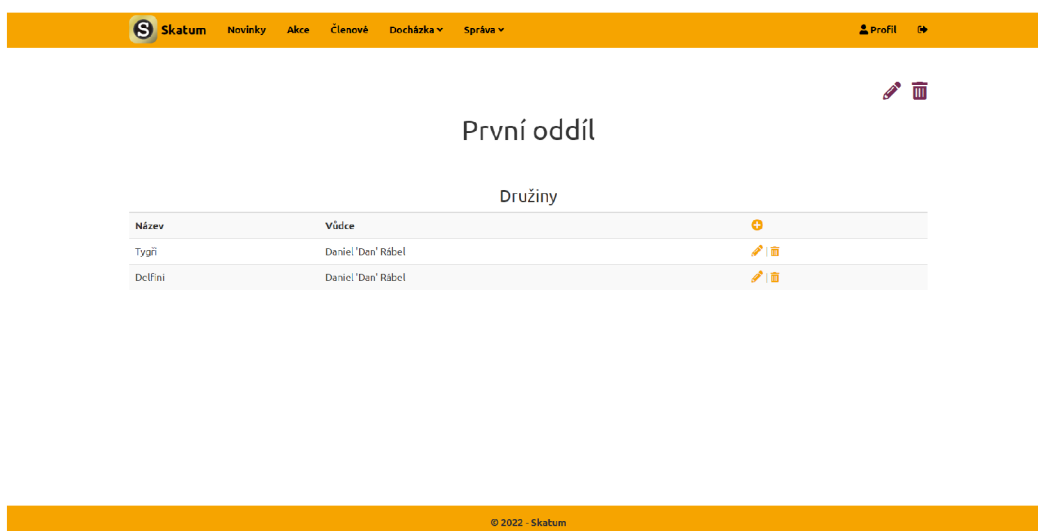 S Skatum Novinky Akce Členové Docházka Správa Profil
První oddíl
Družiny
Název Vůdce
Tygři Daniel 'Dan' Rábel
Delfíni Daniel 'Dan' Rábel
© 2022 - Skatum